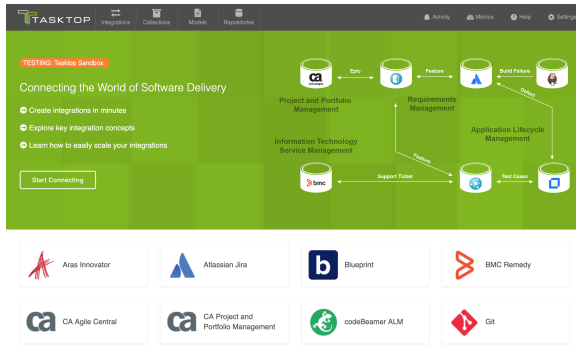 TASKTOP
Integrations
Collections
Models
Repositories
Activity
Metrics
Help
Settings
TESTING: Tasktop Sandbox
Connecting the World of Software Delivery
Create integrations in minutes
Explore key integration concepts
Learn how to easily scale your integrations
Start Connecting
ca
Epic
Feature
Build Failure
Project and Portfolio
Management
Requirements
Management
Defect
Information Technology
Service Management
Application Lifecycle
Management
Feature
bmc
Support Ticket
Test Cases
Aras Innovator
Atlassian Jira
b
Blueprint
BMC Remedy
ca
CA Agile Central
ca
CA Project and
Portfolio Management
codeBeamer ALM
Git